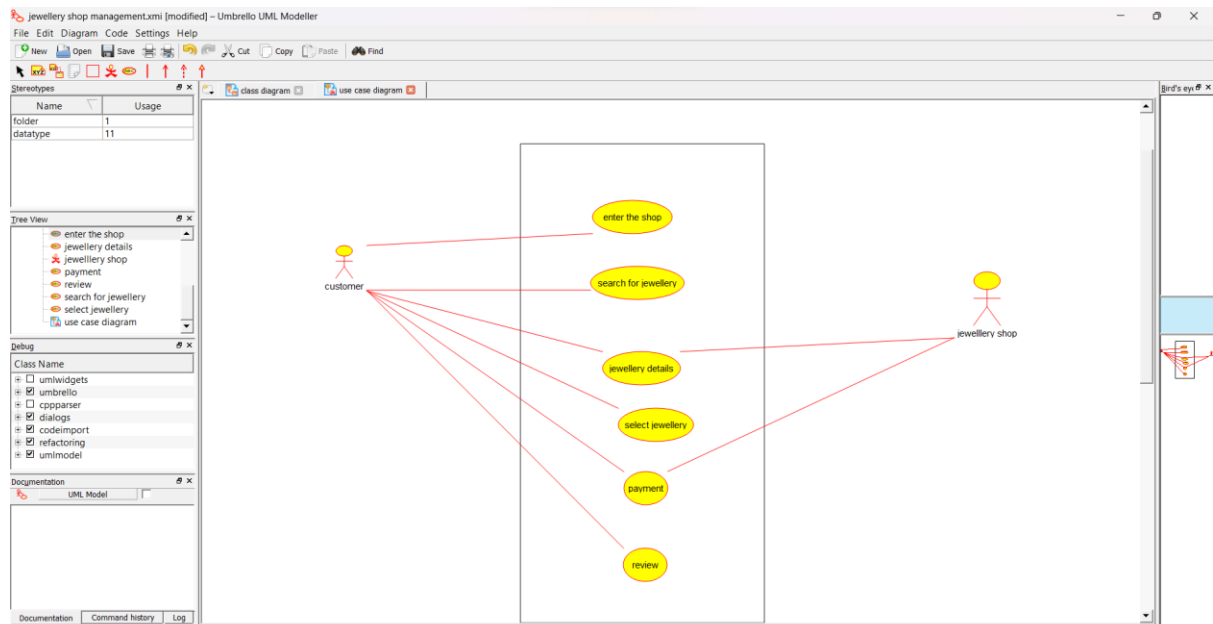 jewellery shop management.xmi [modified] – Umbrello UML Modeller
File Edit Diagram Code Settings Help
New Open Save Cut Copy Paste Find
XYZ
Stereotypes
Name Usage
folder 1
datatype 11
Tree View
enter the shop
jewellery details
jewelllery shop
payment
review
search for jewellery
select jewellery
use case diagram
Debug
Class Name
umlwidgets
umbrello
cppparser
dialogs
codeimport
refactoring
umlmodel
Documentation
UML Model
Documentation Command history Log
class diagram use case diagram
enter the shop
search for jewellery
customer
jewelllery shop
jewellery details
select jewellery
payment
review
Bird's eye